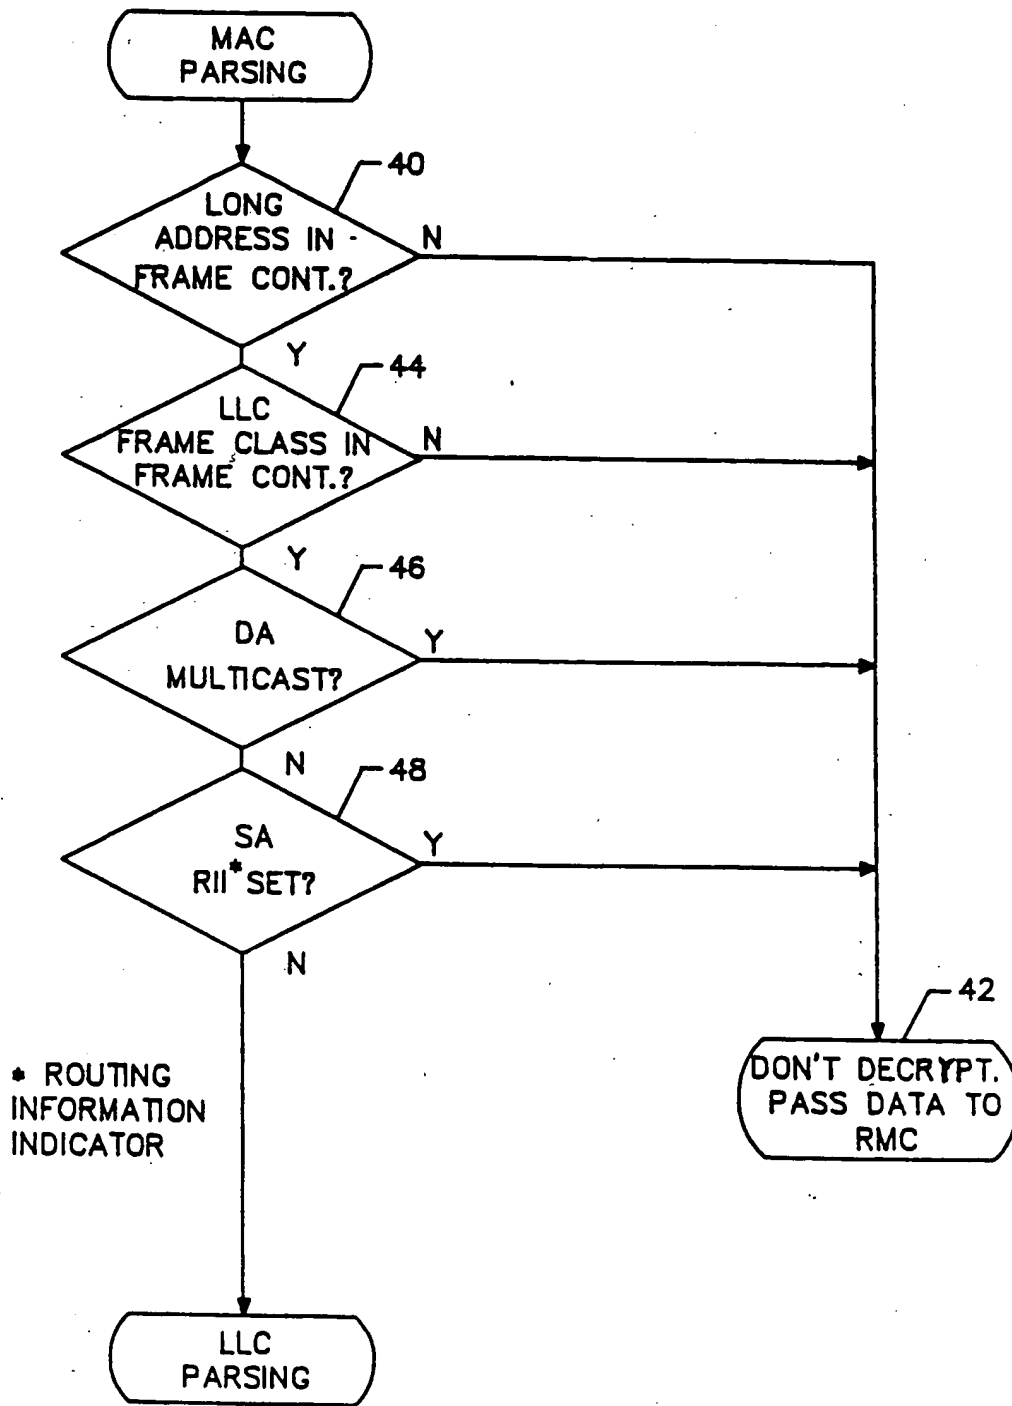 MAC
PARSING
40
LONG
ADDRESS IN
FRAME CONT.?
N
Y
44
LLC
FRAME CLASS IN
FRAME CONT.?
N
Y
46
DA
MULTICAST?
Y
N
48
SA
RII* SET?
Y
N
42
DON'T DECRYPT.
PASS DATA TO
RMC
* ROUTING
INFORMATION
INDICATOR
LLC
PARSING